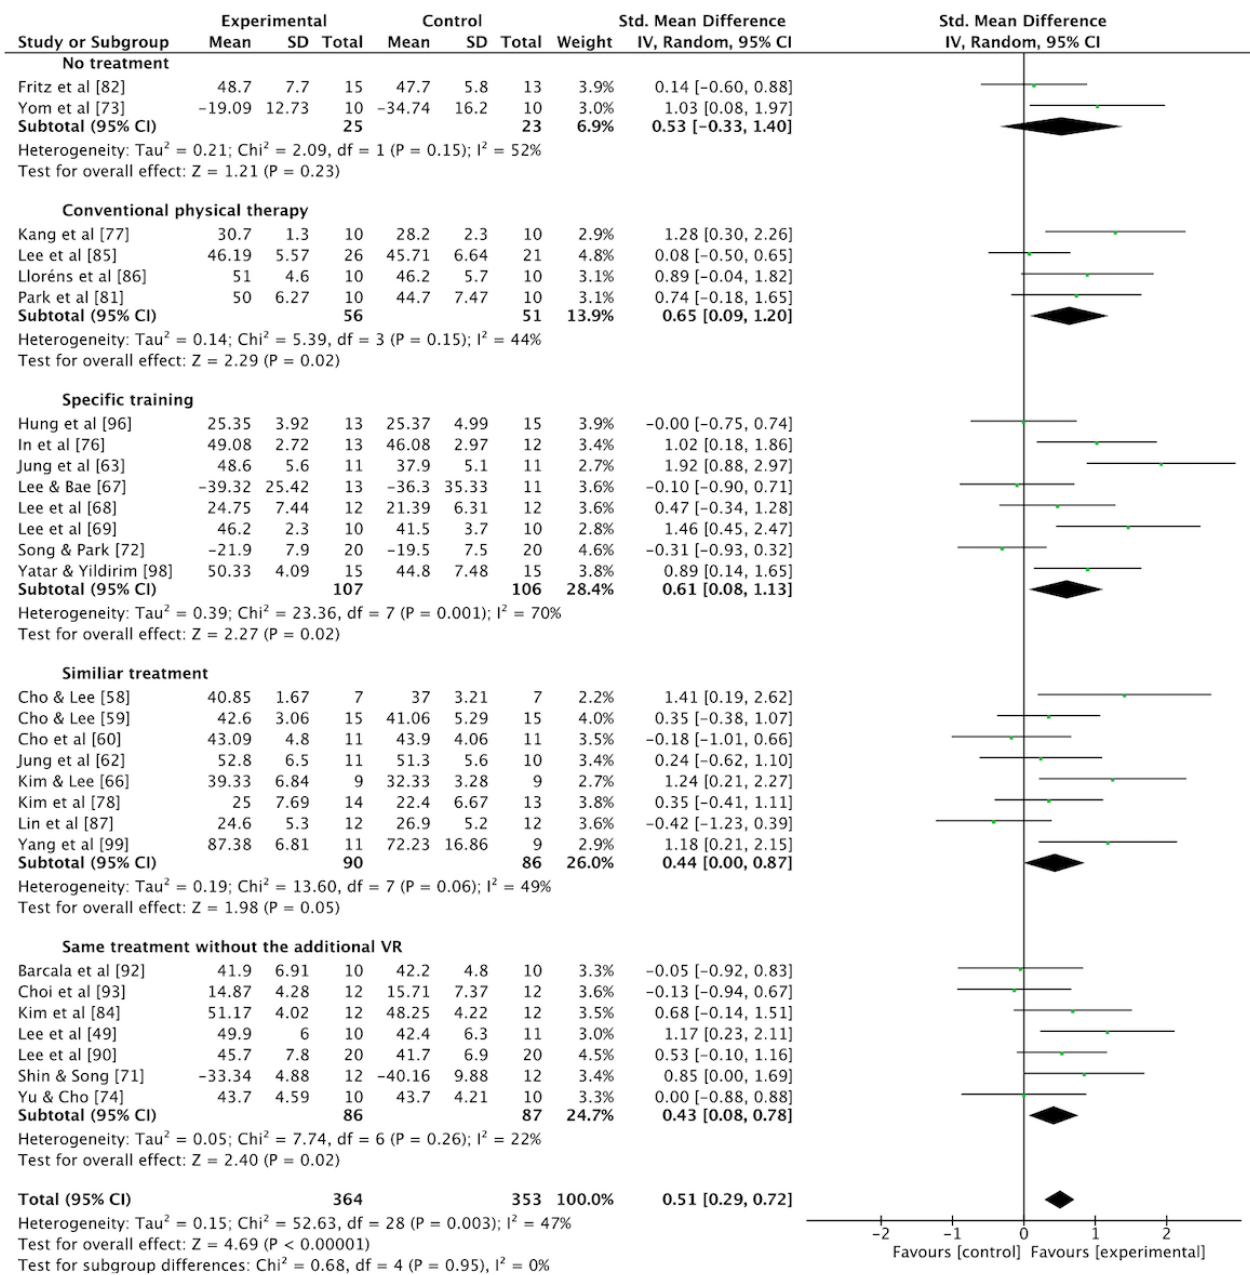 Experimental Control Std. Mean Difference Std. Mean Difference
Study or Subgroup Mean SD Total Mean SD Total Weight IV, Random, 95% CI IV, Random, 95% CI
No treatment
Fritz et al [82] 48.7 7.7 15 47.7 5.8 13 3.9% 0.14 [−0.60, 0.88]
Yom et al [73] −19.09 12.73 10 −34.74 16.2 10 3.0% 1.03 [0.08, 1.97]
Subtotal (95% CI) 25 23 6.9% 0.53 [−0.33, 1.40]
Heterogeneity: Tau² = 0.21; Chi² = 2.09, df = 1 (P = 0.15); I² = 52%
Test for overall effect: Z = 1.21 (P = 0.23)
Conventional physical therapy
Kang et al [77] 30.7 1.3 10 28.2 2.3 10 2.9% 1.28 [0.30, 2.26]
Lee et al [85] 46.19 5.57 26 45.71 6.64 21 4.8% 0.08 [−0.50, 0.65]
Lloréns et al [86] 51 4.6 10 46.2 5.7 10 3.1% 0.89 [−0.04, 1.82]
Park et al [81] 50 6.27 10 44.7 7.47 10 3.1% 0.74 [−0.18, 1.65]
Subtotal (95% CI) 56 51 13.9% 0.65 [0.09, 1.20]
Heterogeneity: Tau² = 0.14; Chi² = 5.39, df = 3 (P = 0.15); I² = 44%
Test for overall effect: Z = 2.29 (P = 0.02)
Specific training
Hung et al [96] 25.35 3.92 13 25.37 4.99 15 3.9% −0.00 [−0.75, 0.74]
In et al [76] 49.08 2.72 13 46.08 2.97 12 3.4% 1.02 [0.18, 1.86]
Jung et al [63] 48.6 5.6 11 37.9 5.1 11 2.7% 1.92 [0.88, 2.97]
Lee & Bae [67] −39.32 25.42 13 −36.3 35.33 11 3.6% −0.10 [−0.90, 0.71]
Lee et al [68] 24.75 7.44 12 21.39 6.31 12 3.6% 0.47 [−0.34, 1.28]
Lee et al [69] 46.2 2.3 10 41.5 3.7 10 2.8% 1.46 [0.45, 2.47]
Song & Park [72] −21.9 7.9 20 −19.5 7.5 20 4.6% −0.31 [−0.93, 0.32]
Yatar & Yildirim [98] 50.33 4.09 15 44.8 7.48 15 3.8% 0.89 [0.14, 1.65]
Subtotal (95% CI) 107 106 28.4% 0.61 [0.08, 1.13]
Heterogeneity: Tau² = 0.39; Chi² = 23.36, df = 7 (P = 0.001); I² = 70%
Test for overall effect: Z = 2.27 (P = 0.02)
Similiar treatment
Cho & Lee [58] 40.85 1.67 7 37 3.21 7 2.2% 1.41 [0.19, 2.62]
Cho & Lee [59] 42.6 3.06 15 41.06 5.29 15 4.0% 0.35 [−0.38, 1.07]
Cho et al [60] 43.09 4.8 11 43.9 4.06 11 3.5% −0.18 [−1.01, 0.66]
Jung et al [62] 52.8 6.5 11 51.3 5.6 10 3.4% 0.24 [−0.62, 1.10]
Kim & Lee [66] 39.33 6.84 9 32.33 3.28 9 2.7% 1.24 [0.21, 2.27]
Kim et al [78] 25 7.69 14 22.4 6.67 13 3.8% 0.35 [−0.41, 1.11]
Lin et al [87] 24.6 5.3 12 26.9 5.2 12 3.6% −0.42 [−1.23, 0.39]
Yang et al [99] 87.38 6.81 11 72.23 16.86 9 2.9% 1.18 [0.21, 2.15]
Subtotal (95% CI) 90 86 26.0% 0.44 [0.00, 0.87]
Heterogeneity: Tau² = 0.19; Chi² = 13.60, df = 7 (P = 0.06); I² = 49%
Test for overall effect: Z = 1.98 (P = 0.05)
Same treatment without the additional VR
Barcala et al [92] 41.9 6.91 10 42.2 4.8 10 3.3% −0.05 [−0.92, 0.83]
Choi et al [93] 14.87 4.28 12 15.71 7.37 12 3.6% −0.13 [−0.94, 0.67]
Kim et al [84] 51.17 4.02 12 48.25 4.22 12 3.5% 0.68 [−0.14, 1.51]
Lee et al [49] 49.9 6 10 42.4 6.3 11 3.0% 1.17 [0.23, 2.11]
Lee et al [90] 45.7 7.8 20 41.7 6.9 20 4.5% 0.53 [−0.10, 1.16]
Shin & Song [71] −33.34 4.88 12 −40.16 9.88 12 3.4% 0.85 [0.00, 1.69]
Yu & Cho [74] 43.7 4.59 10 43.7 4.21 10 3.3% 0.00 [−0.88, 0.88]
Subtotal (95% CI) 86 87 24.7% 0.43 [0.08, 0.78]
Heterogeneity: Tau² = 0.05; Chi² = 7.74, df = 6 (P = 0.26); I² = 22%
Test for overall effect: Z = 2.40 (P = 0.02)
Total (95% CI) 364 353 100.0% 0.51 [0.29, 0.72]
Heterogeneity: Tau² = 0.15; Chi² = 52.63, df = 28 (P = 0.003); I² = 47%
Test for overall effect: Z = 4.69 (P < 0.00001)
Test for subgroup differences: Chi² = 0.68, df = 4 (P = 0.95), I² = 0%
−2 −1 0 1 2
Favours [control] Favours [experimental]